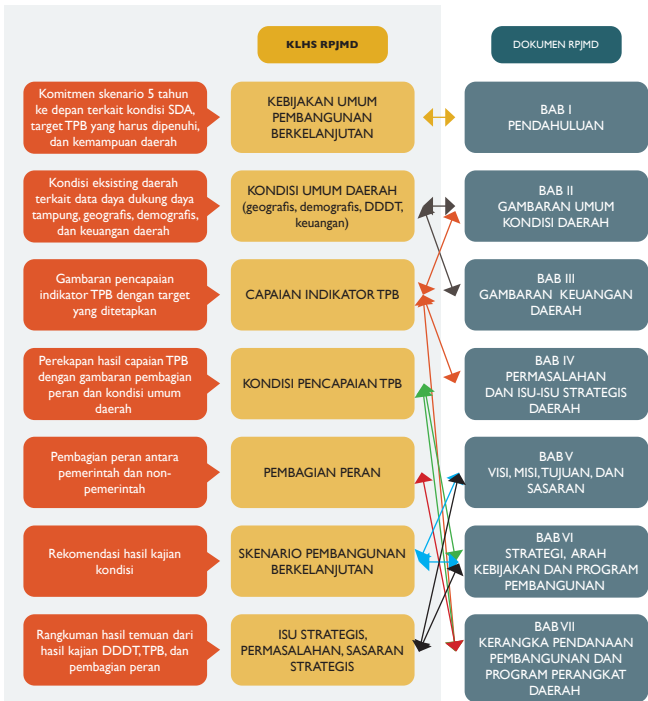 KLHS RPJMD
DOKUMEN RPJMD
Komitmen skenario 5 tahun
ke depan terkait kondisi SDA,
target TPB yang harus dipenuhi,
dan kemampuan daerah
KEBIJAKAN UMUM
PEMBANGUNAN
BERKELANJUTAN
BAB I
PENDAHULUAN
Kondisi eksisting daerah
terkait data daya dukung daya
tampung, geografis, demografis,
dan keuangan daerah
KONDISI UMUM DAERAH
(geografis, demografis, DDDT,
keuangan)
BAB II
GAMBARAN UMUM
KONDISI DAERAH
Gambaran pencapaian
indikator TPB dengan target
yang ditetapkan
CAPAIAN INDIKATOR TPB
BAB III
GAMBARAN KEUANGAN
DAERAH
Perekapan hasil capaian TPB
dengan gambaran pembagian
peran dan kondisi umum
daerah
KONDISI PENCAPAIAN TPB
BAB IV
PERMASALAHAN
DAN ISU-ISU STRATEGIS
DAERAH
Pembagian peran antara
pemerintah dan non-
pemerintah
PEMBAGIAN PERAN
BAB V
VISI, MISI, TUJUAN, DAN
SASARAN
Rekomendasi hasil kajian
kondisi
SKENARIO PEMBANGUNAN
BERKELANJUTAN
BAB VI
STRATEGI, ARAH
KEBIJAKAN DAN PROGRAM
PEMBANGUNAN
Rangkuman hasil temuan dari
hasil kajian DDDT, TPB, dan
pembagian peran
ISU STRATEGIS,
PERMASALAHAN, SASARAN
STRATEGIS
BAB VII
KERANGKA PENDANAAN
PEMBANGUNAN DAN
PROGRAM PERANGKAT
DAERAH